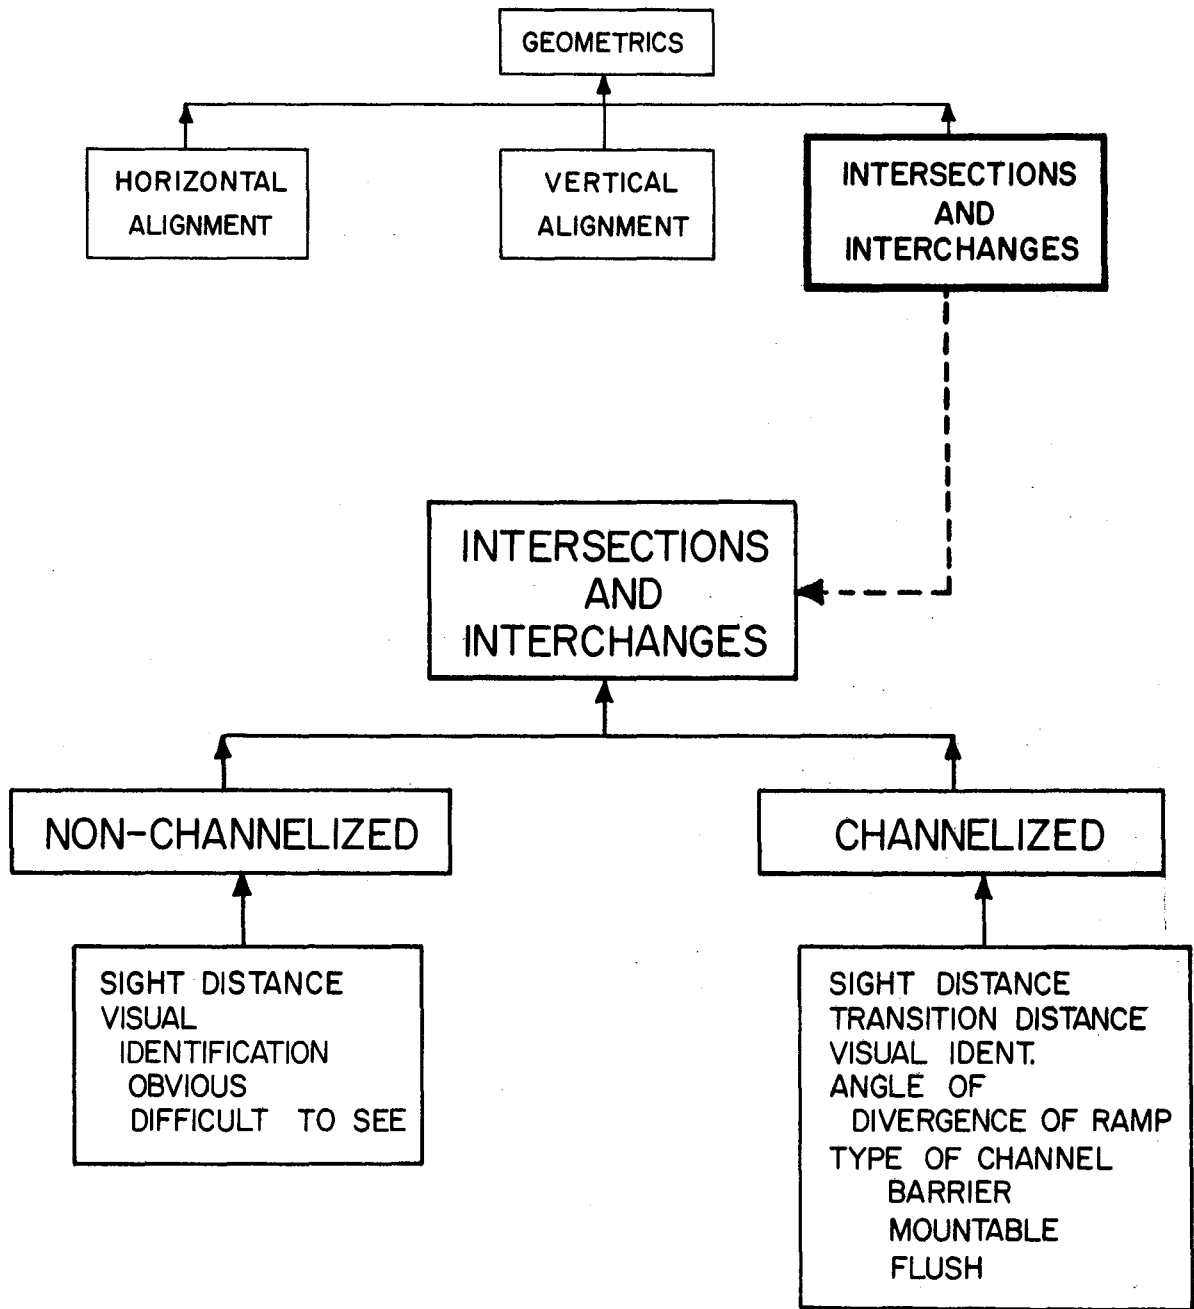 GEOMETRICS
HORIZONTAL
ALIGNMENT
VERTICAL
ALIGNMENT
INTERSECTIONS
AND
INTERCHANGES
INTERSECTIONS
AND
INTERCHANGES
NON-CHANNELIZED
CHANNELIZED
SIGHT DISTANCE
VISUAL
IDENTIFICATION
OBVIOUS
DIFFICULT TO SEE
SIGHT DISTANCE
TRANSITION DISTANCE
VISUAL IDENT.
ANGLE OF
DIVERGENCE OF RAMP
TYPE OF CHANNEL
BARRIER
MOUNTABLE
FLUSH